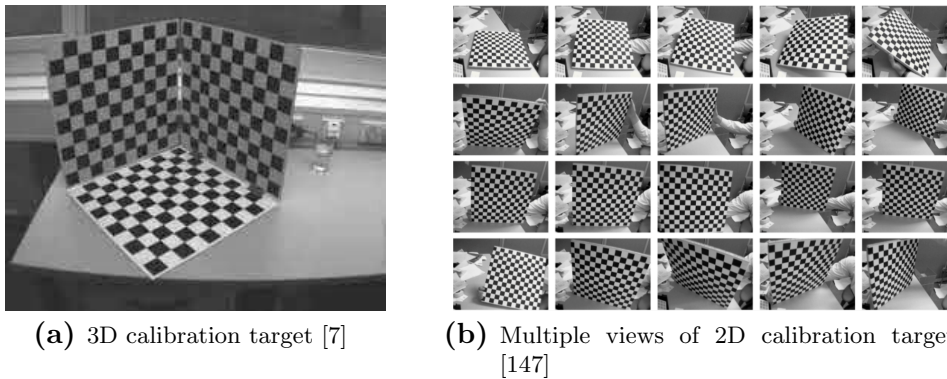 (a) 3D calibration target [7]
(b) Multiple views of 2D calibration targe
[147]